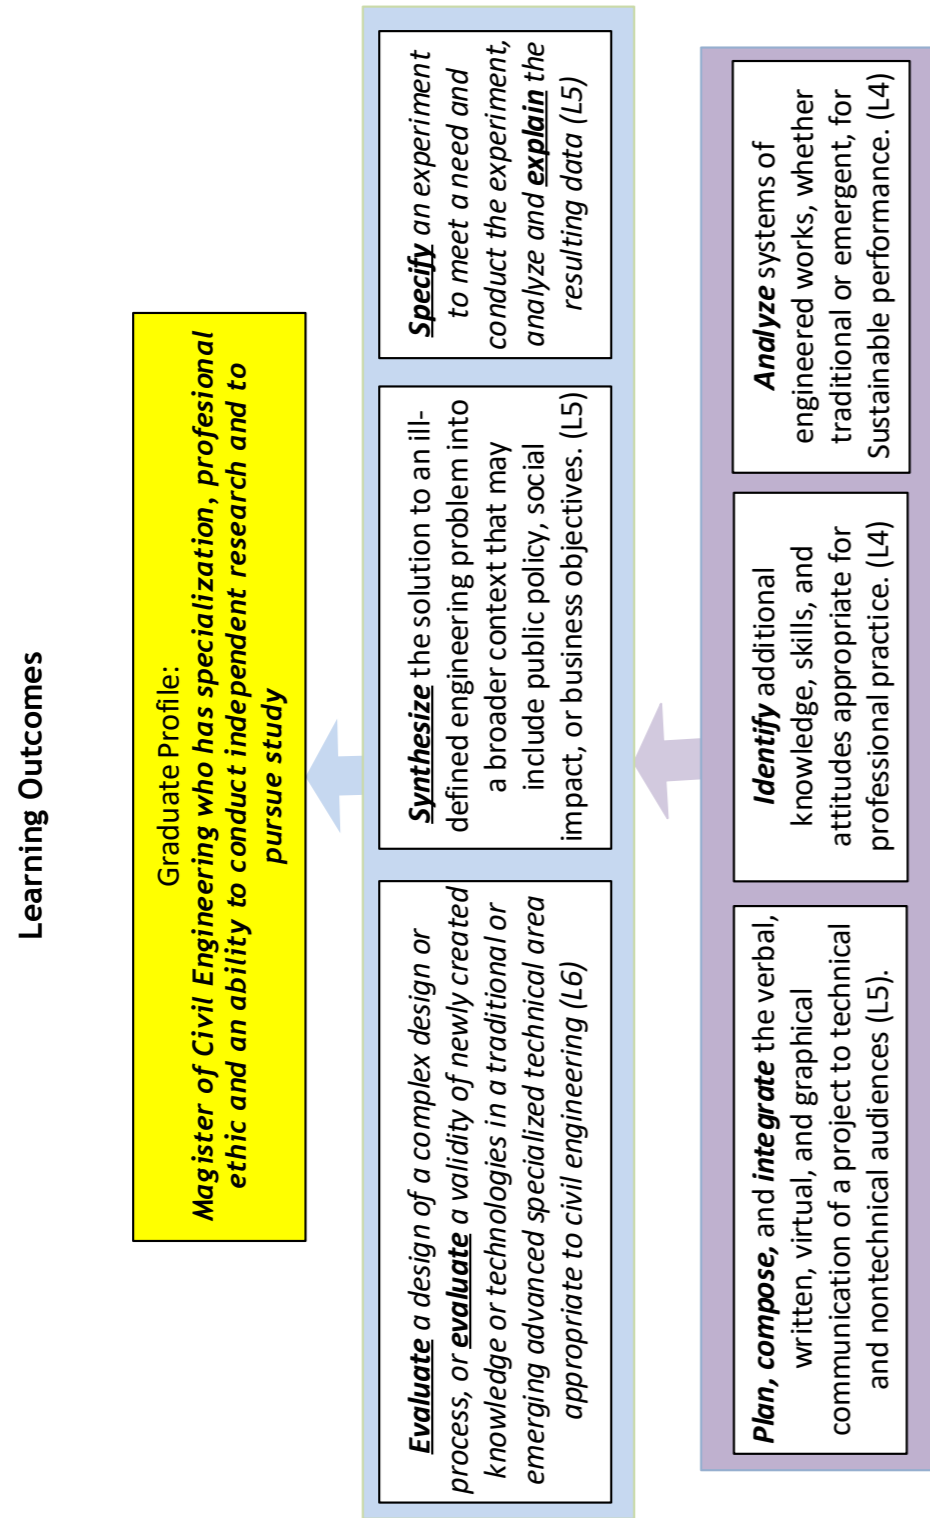 Learning Outcomes
Graduate Profile:
Magister of Civil Engineering who has specialization, profesional
ethic and an ability to conduct independent research and to
pursue study
Evaluate a design of a complex design or
process, or evaluate a validity of newly created
knowledge or technologies in a traditional or
emerging advanced specialized technical area
appropriate to civil engineering (L6)
Synthesize the solution to an ill-
defined engineering problem into
a broader context that may
include public policy, social
impact, or business objectives. (L5)
Specify an experiment
to meet a need and
conduct the experiment,
analyze and explain the
resulting data (L5)
Plan, compose, and integrate the verbal,
written, virtual, and graphical
communication of a project to technical
and nontechnical audiences (L5).
Identify additional
knowledge, skills, and
attitudes appropriate for
professional practice. (L4)
Analyze systems of
engineered works, whether
traditional or emergent, for
Sustainable performance. (L4)